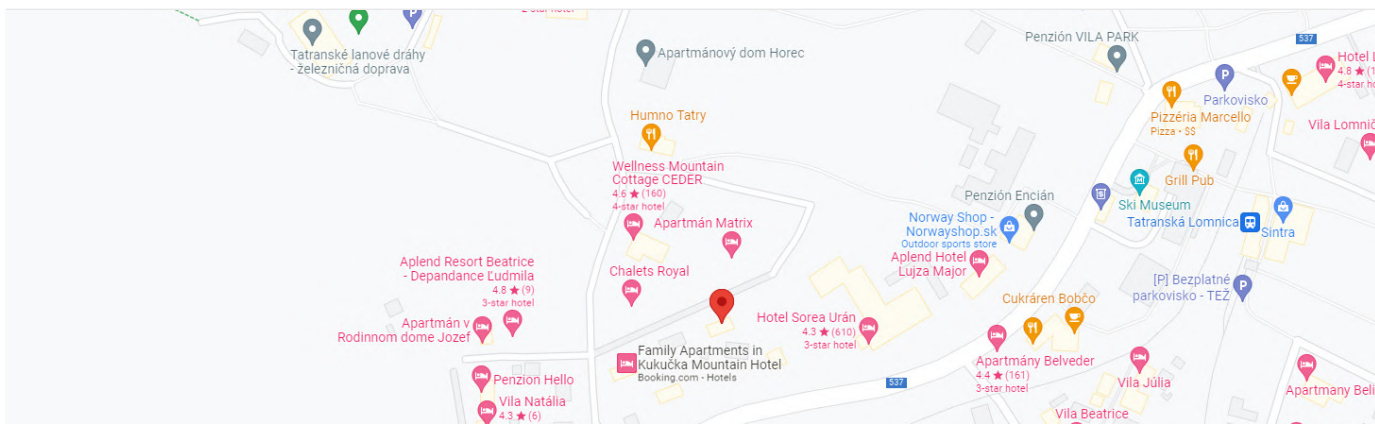 2-star hotel
Tatranské lanové dráhy
- železničná doprava
P
Apartmánový dom Horec
Penzión VILA PARK
537
Hotel
4.8 ★ (1
4-star ho
P
Parkovisko
Pizzéria Marcello
Pizza • $$
Vila Lomnič
Humno Tatry
Grill Pub
Wellness Mountain
Cottage CEDER
4.6 ★ (160)
4-star hotel
Penzión Encián
Ski Museum
Tatranská Lomnica
Sintra
Apartmán Matrix
Norway Shop -
Norwayshop.sk
Outdoor sports store
Aplend Hotel
Lujza Major
Aplend Resort Beatrice
- Depandance Ľudmila
4.8 ★ (9)
3-star hotel
Chalets Royal
[P] Bezplatné
parkovisko - TEŽ
P
Cukráren Bobčo
Hotel Sorea Urán
4.3 ★ (610)
3-star hotel
Apartmán v
Rodinnom dome Jozef
Family Apartments in
Kukučka Mountain Hotel
Booking.com - Hotels
Apartmány Belveder
4.4 ★ (161)
3-star hotel
537
Penzion Hello
Vila Júlia
Apartmany Beli
Vila Natália
4.3 ★ (6)
Vila Beatrice